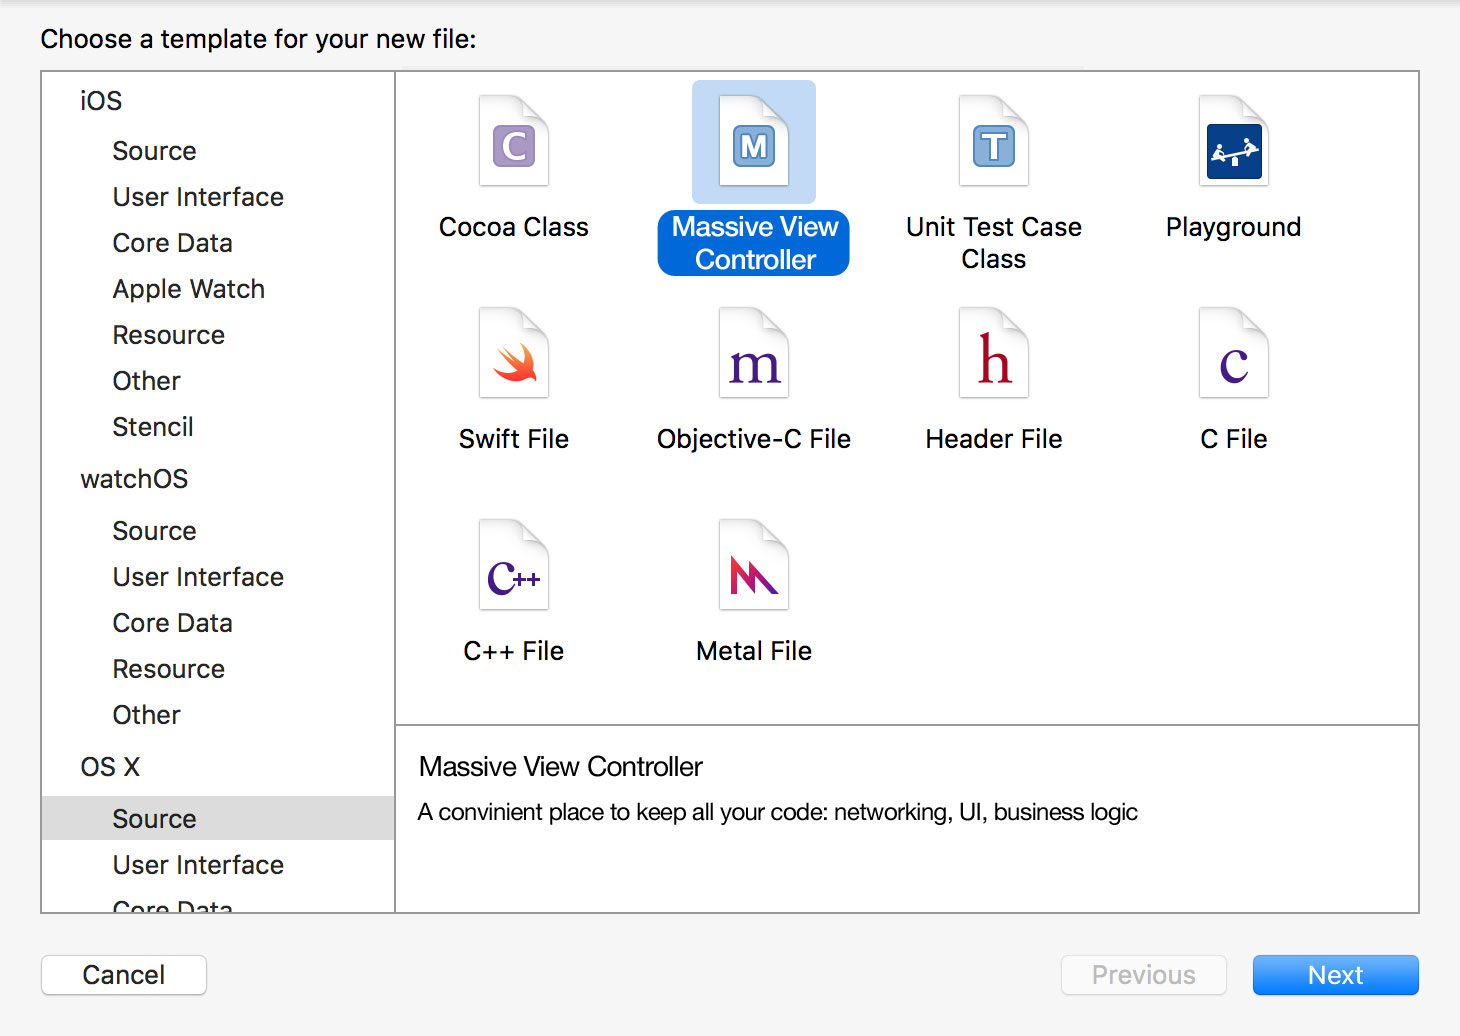 Choose a template for your new file:
iOS
Source
User Interface
Core Data
Apple Watch
Resource
Other
Stencil
watchOS
Source
User Interface
Core Data
Resource
Other
OS X
Source
User Interface
Core Data
C
Cocoa Class
M
Massive View
Controller
T
Unit Test Case
Class
Playground
Swift File
m
Objective-C File
h
Header File
c
C File
C++
C++ File
Metal File
Massive View Controller
A convinient place to keep all your code: networking, UI, business logic
Cancel
Previous
Next